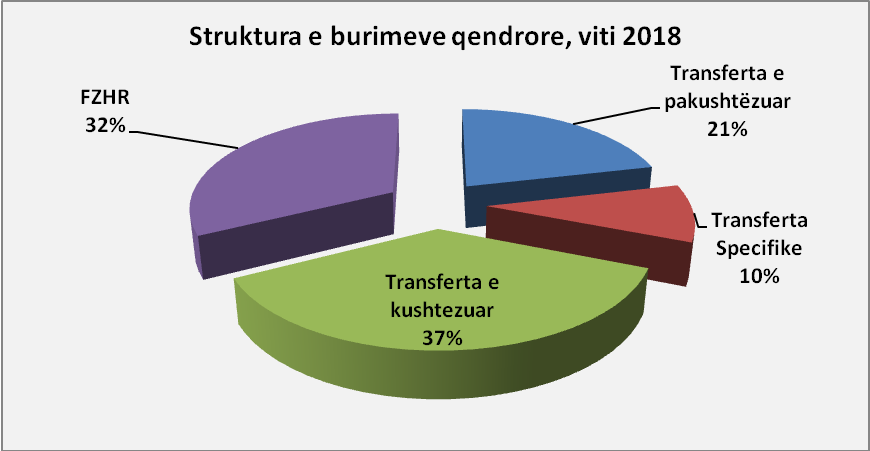 Struktura e burimeve qendrore, viti 2018
Transferta e
pakushtëzuar
21%
Transferta
Specifike
10%
Transferta e
kushtezuar
37%
FZHR
32%